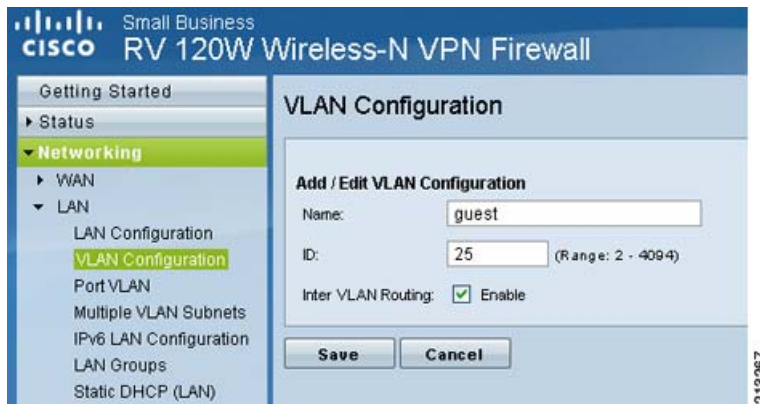 Small Business
CISCO RV 120W Wireless-N VPN Firewall
Getting Started
Status
Networking
WAN
LAN
LAN Configuration
VLAN Configuration
Port VLAN
Multiple VLAN Subnets
IPv6 LAN Configuration
LAN Groups
Static DHCP (LAN)
VLAN Configuration
Add / Edit VLAN Configuration
Name: guest
ID: 25 (Range: 2 - 4094)
Inter VLAN Routing: Enable
Save Cancel